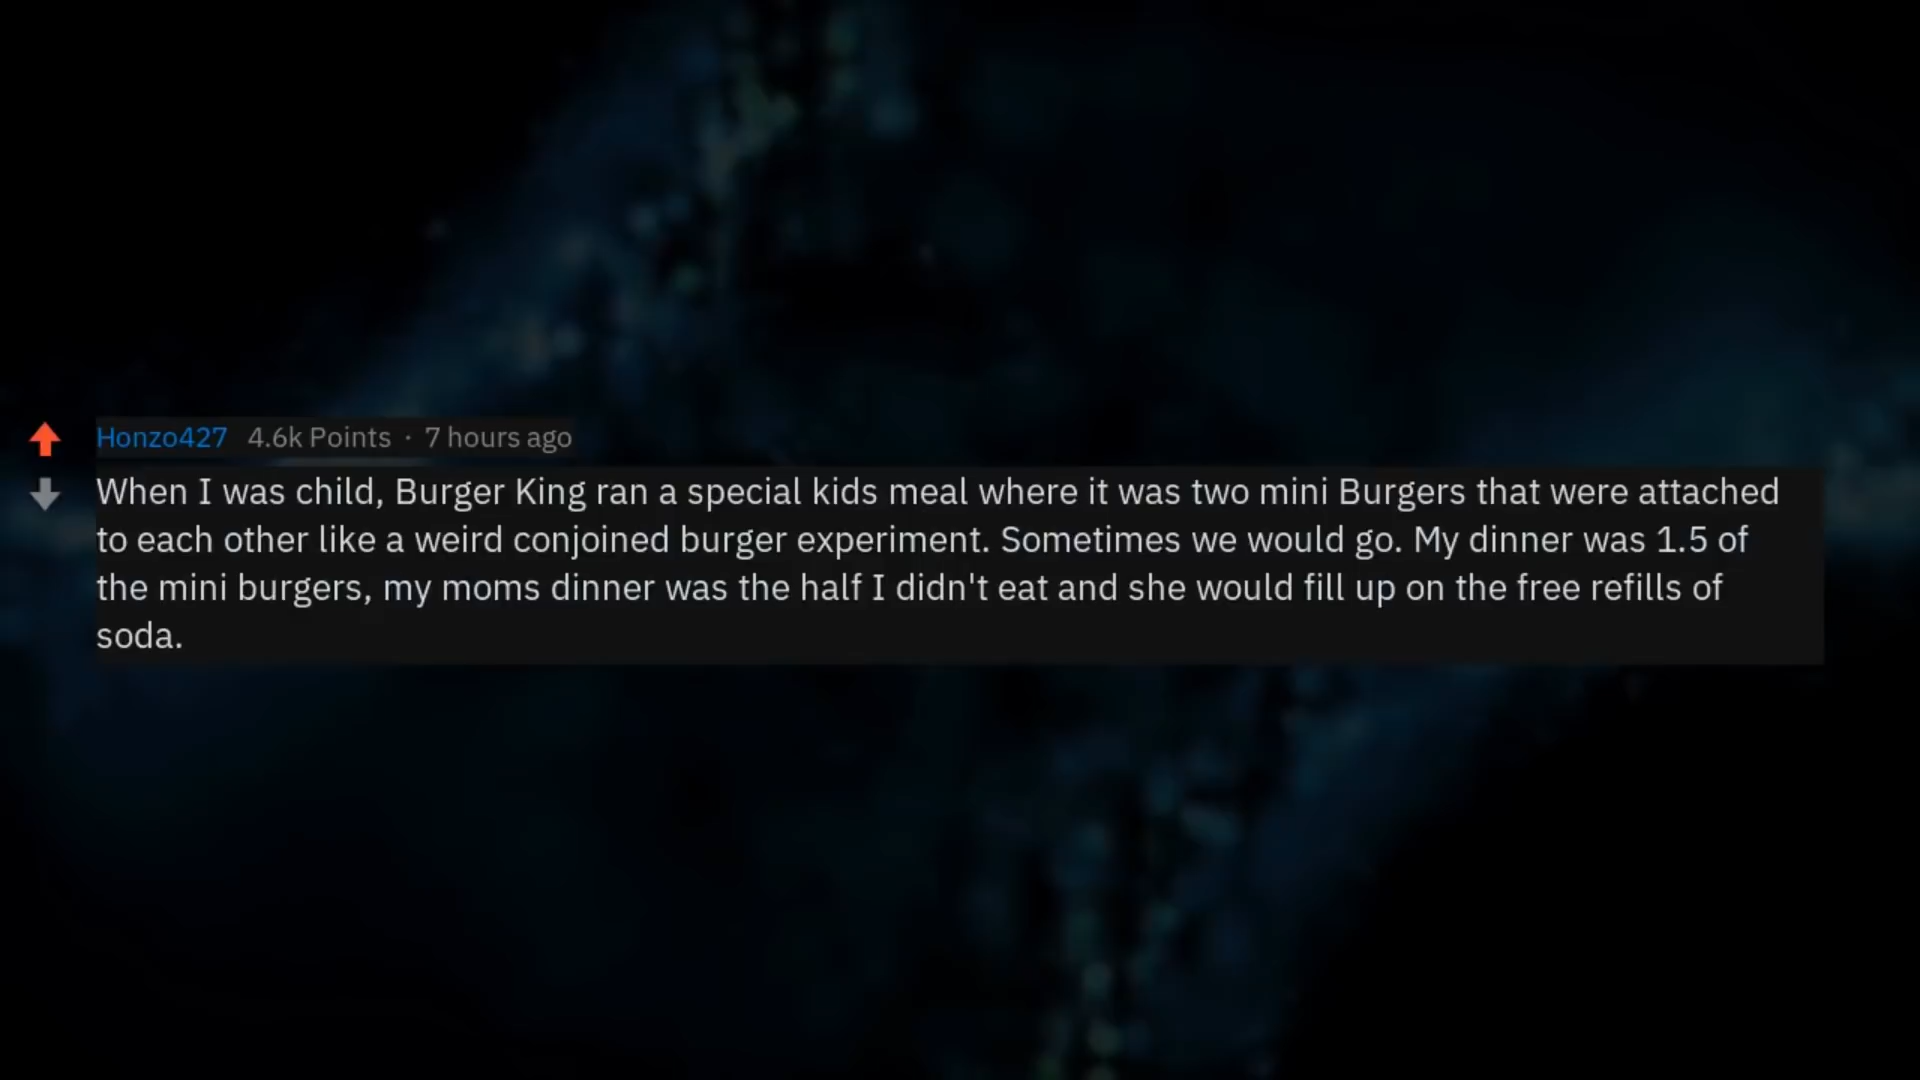 Honzo427 4.6k Points · 7 hours ago
When I was child, Burger King ran a special kids meal where it was two mini Burgers that were attached
to each other like a weird conjoined burger experiment. Sometimes we would go. My dinner was 1.5 of
the mini burgers, my moms dinner was the half I didn't eat and she would fill up on the free refills of
soda.